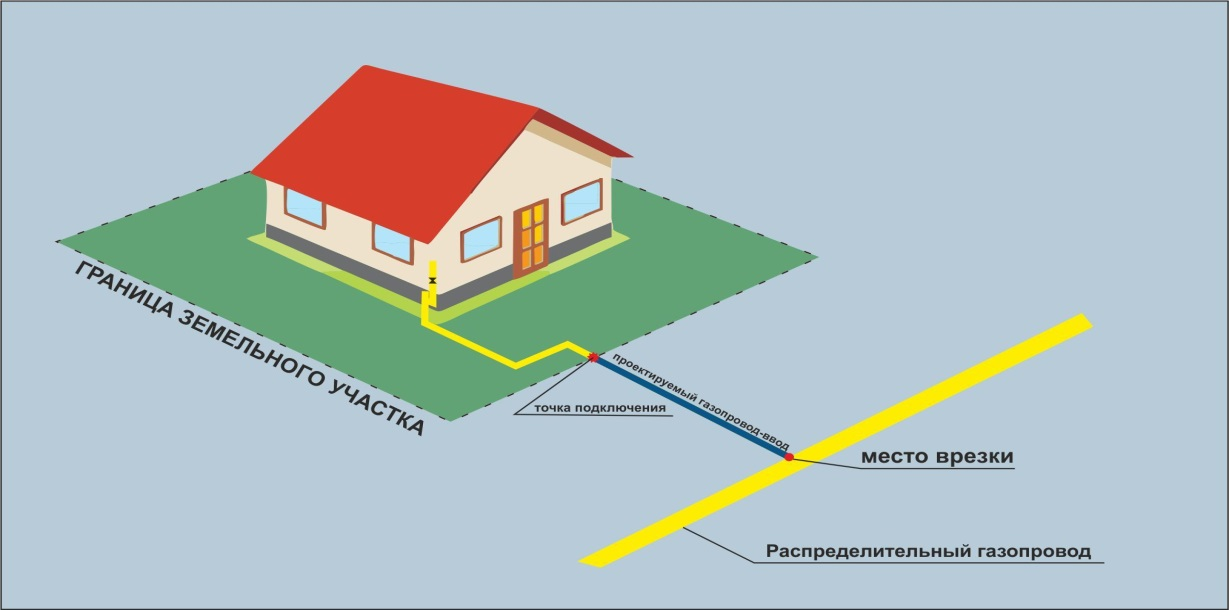 ГРАНИЦА ЗЕМЕЛЬНОГО УЧАСТКА
проектируемый газопровод-ввод
точка подключения
место врезки
Распределительный газопровод